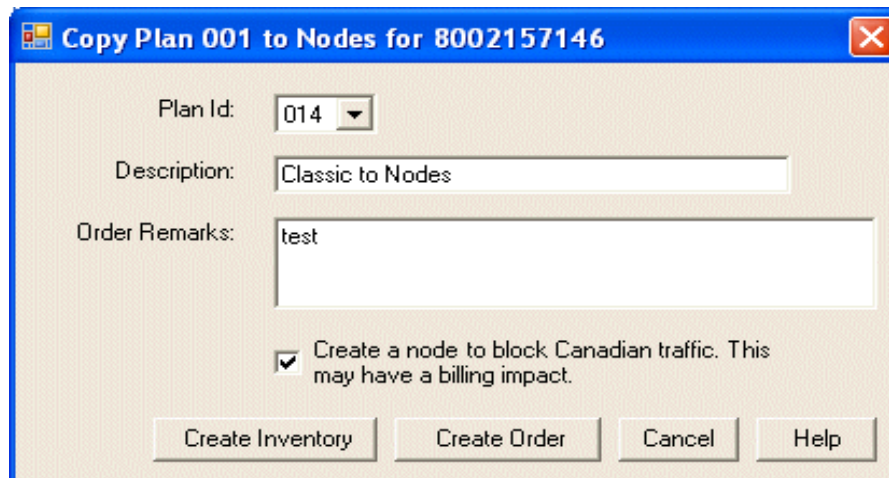 Copy Plan 001 to Nodes for 8002157146
Plan Id: 014
Description: Classic to Nodes
Order Remarks: test
Create a node to block Canadian traffic. This
may have a billing impact.
Create Inventory Create Order Cancel Help